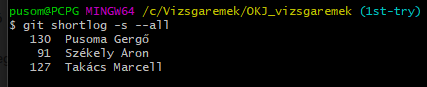 pusom@PCPG MINGW64 /c/Vizsgaremek/OKJ_vizsgaremek (1st-try)
$ git shortlog -s --all
130 Pusoma Gergő
91 Székely Áron
127 Takács Marcell